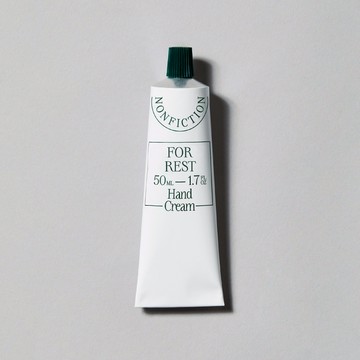 NONFICTION
FOR
REST
50ML — 1.7FL OZ
Hand
Cream